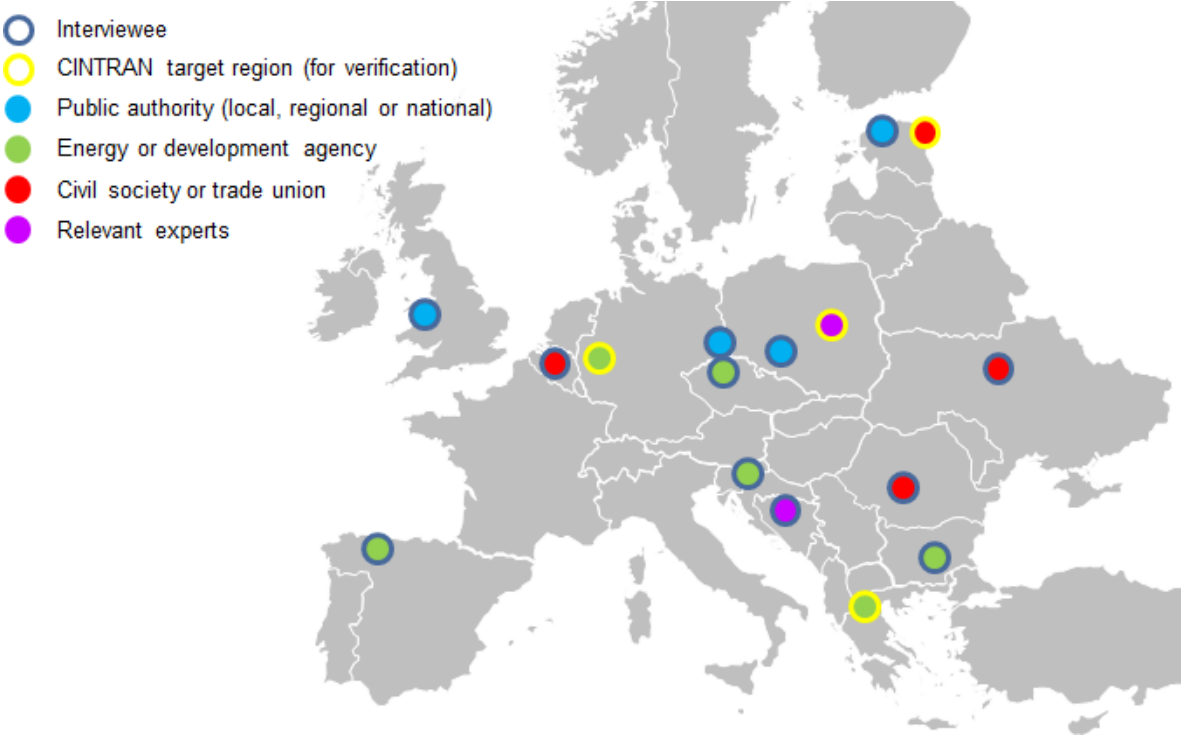 Interviewee
CINTRAN target region (for verification)
Public authority (local, regional or national)
Energy or development agency
Civil society or trade union
Relevant experts